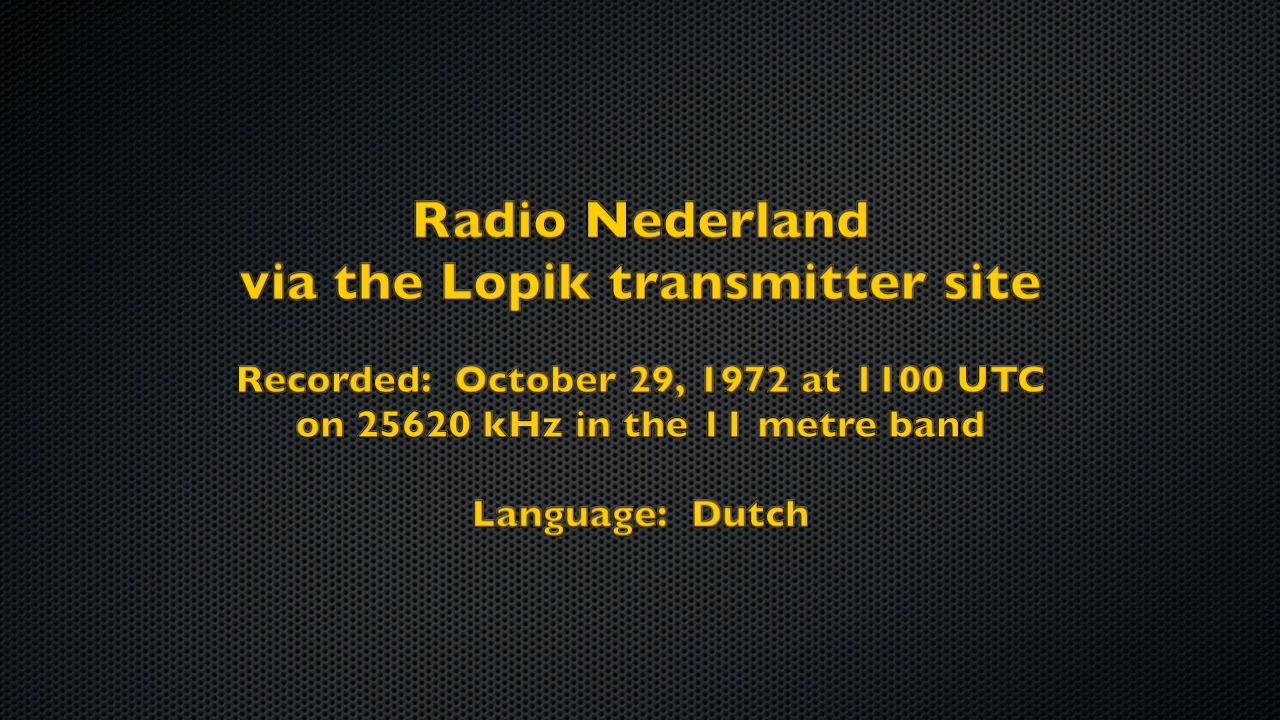 Radio Nederland
via the Lopik transmitter site
Recorded:  October 29, 1972 at 1100 UTC
on 25620 kHz in the 11 metre band
Language:  Dutch